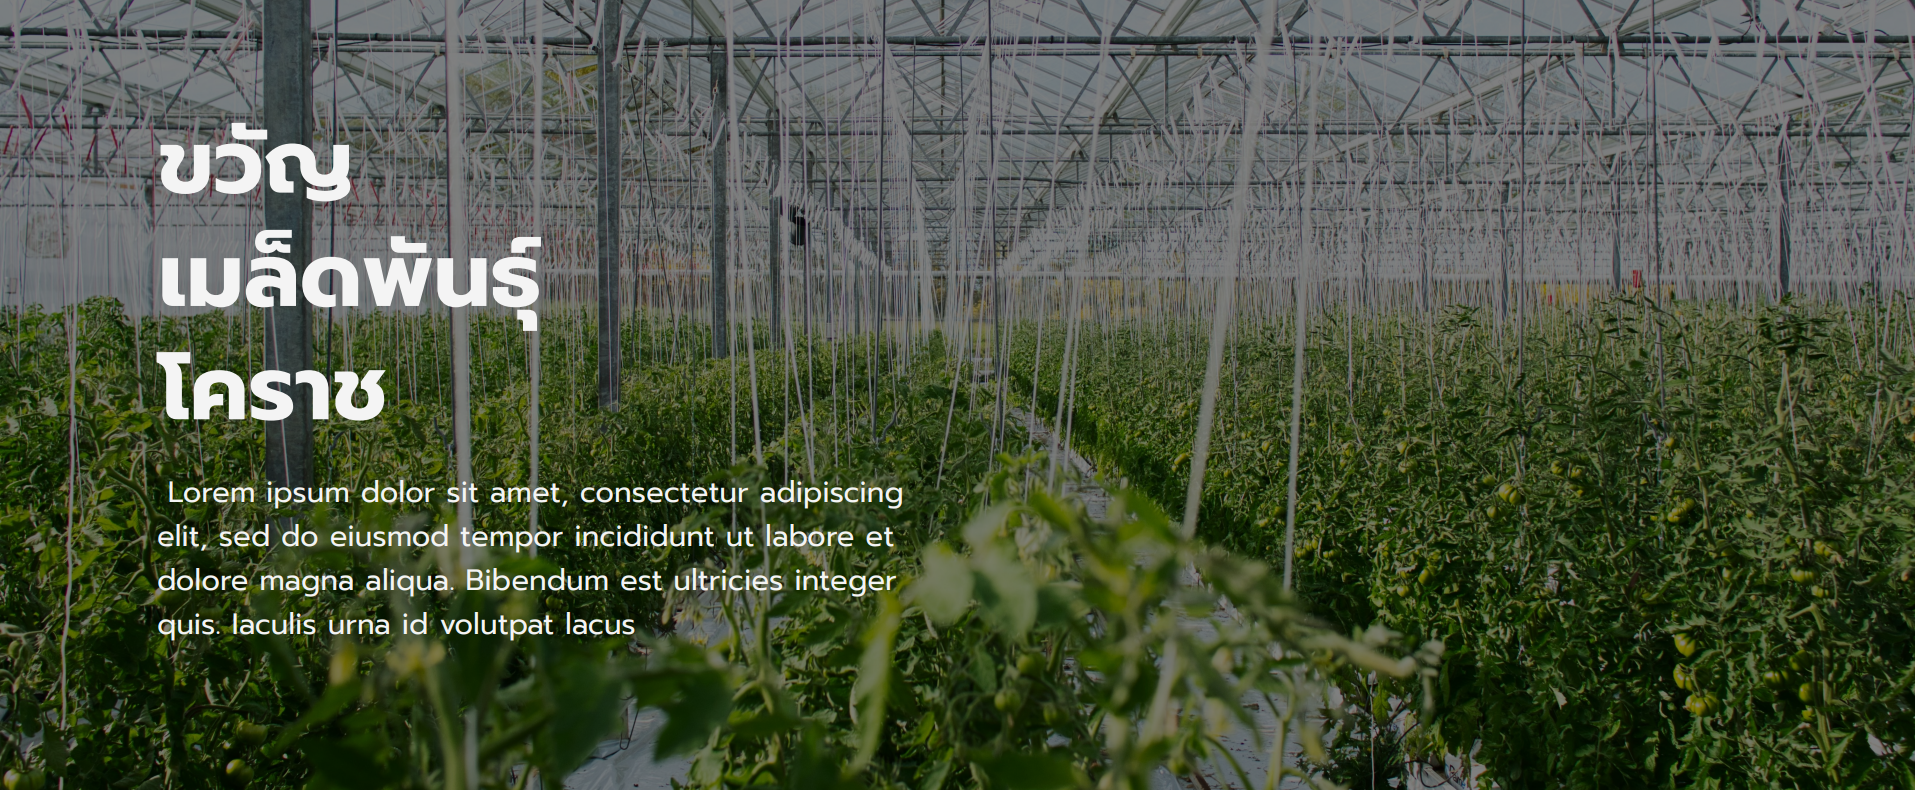 ขวัญ
เมล็ดพันธุ์
โคราช
Lorem ipsum dolor sit amet, consectetur adipiscing
elit, sed do eiusmod tempor incididunt ut labore et
dolore magna aliqua. Bibendum est ultricies integer
quis. Iaculis urna id volutpat lacus